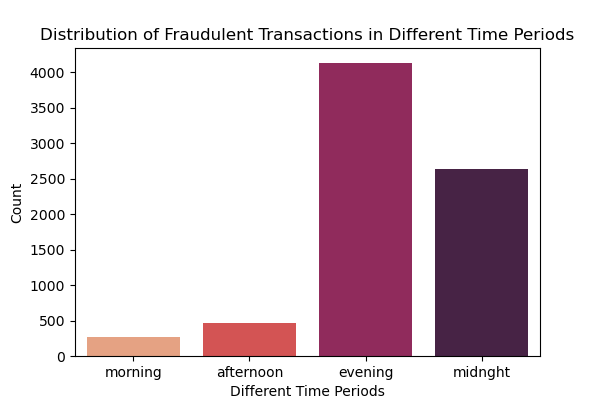 Distribution of Fraudulent Transactions in Different Time Periods
4000
3500
3000
2500
2000
1500
1000
500
0
Count
morning afternoon evening midnght
Different Time Periods